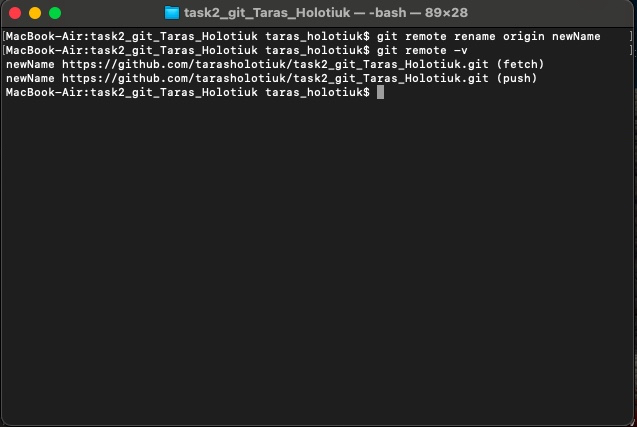 task2_git_Taras_Holotiuk — -bash — 89×28
[MacBook-Air:task2_git_Taras_Holotiuk taras_holotiuk$ git remote rename origin newName ]
[MacBook-Air:task2_git_Taras_Holotiuk taras_holotiuk$ git remote -v ]
newName https://github.com/tarasholotiuk/task2_git_Taras_Holotiuk.git (fetch)
newName https://github.com/tarasholotiuk/task2_git_Taras_Holotiuk.git (push)
MacBook-Air:task2_git_Taras_Holotiuk taras_holotiuk$